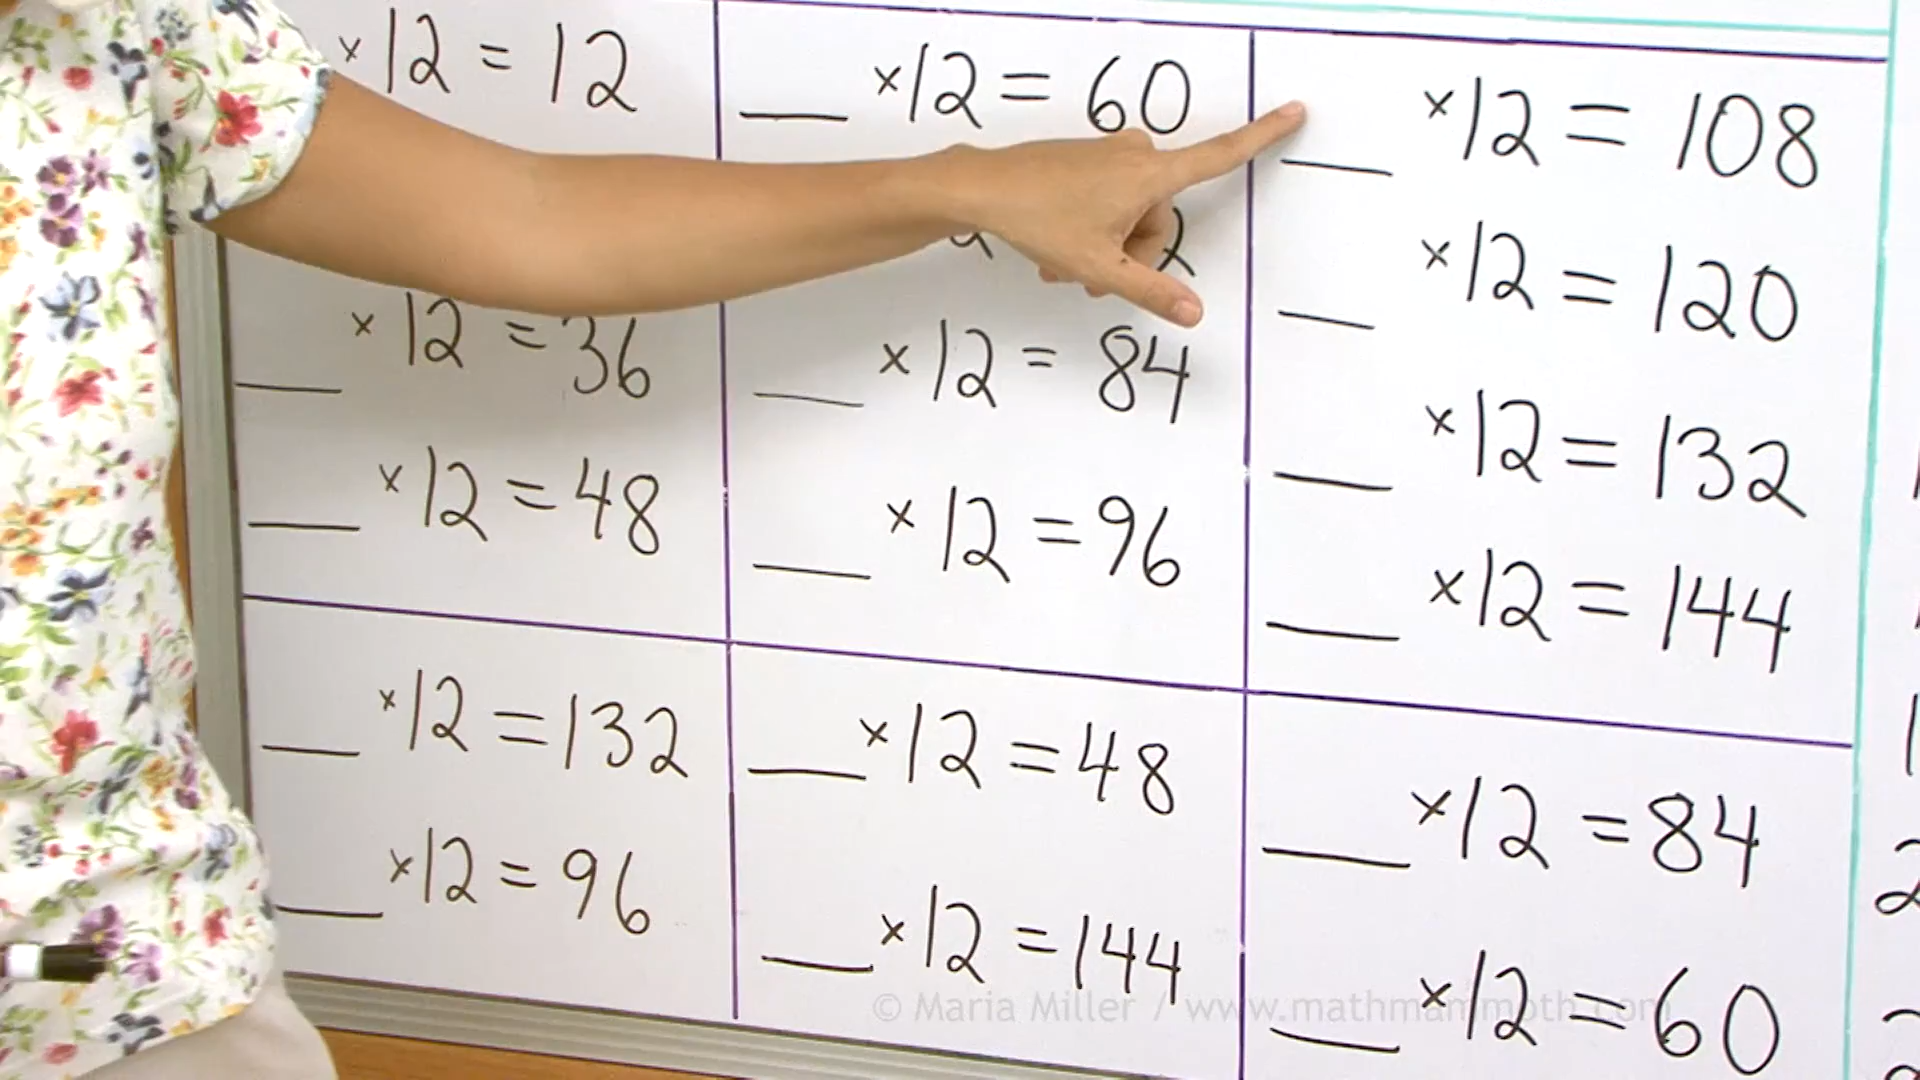 ×12 = 12
__ ×12 = 36
__ ×12 = 48
__ ×12 = 60
2
__ ×12 = 84
__ ×12 = 96
__ ×12 = 108
__ ×12 = 120
__ ×12 = 132
__ ×12 = 144
__ ×12 = 132
__ ×12 = 96
__ ×12 = 48
__ ×12 = 144
__ ×12 = 84
__ ×12 = 60
© Maria Miller / www.mathmammoth.com